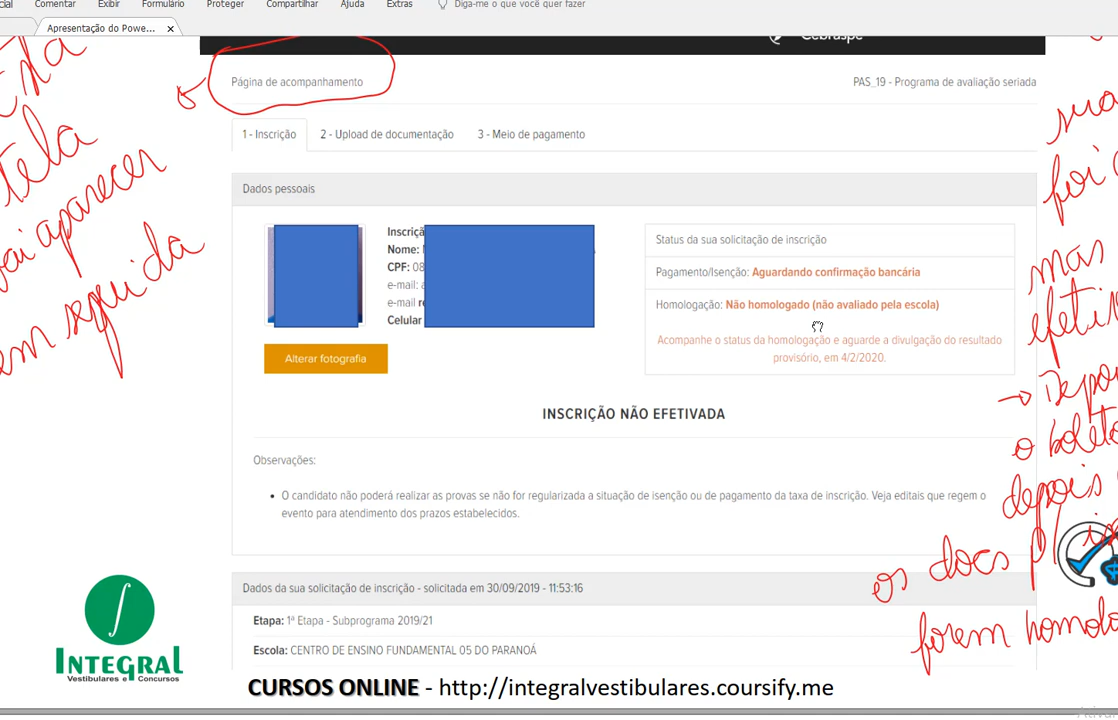 Comentar Exibir Formulário Proteger Compartilhar Ajuda Extras Diga-me o que você quer fazer
Apresentação do Powe... ×
Cebraspe
Página de acompanhamento
PAS_19 - Programa de avaliação seriada
1 - Inscrição 2 - Upload de documentação 3 - Meio de pagamento
Dados pessoais
Inscriçã
Nome:
CPF: 08
e-mail: a
e-mail re
Celular
Alterar fotografia
Status da sua solicitação de inscrição
Pagamento/Isenção: Aguardando confirmação bancária
Homologação: Não homologado (não avaliado pela escola)
Acompanhe o status da homologação e aguarde a divulgação do resultado
provisório, em 4/2/2020.
INSCRIÇÃO NÃO EFETIVADA
Observações:
• O candidato não poderá realizar as provas se não for regularizada a situação de isenção ou de pagamento da taxa de inscrição. Veja editais que regem o
evento para atendimento dos prazos estabelecidos.
Dados da sua solicitação de inscrição - solicitada em 30/09/2019 - 11:53:16
Etapa: 1ª Etapa - Subprograma 2019/21
Escola: CENTRO DE ENSINO FUNDAMENTAL 05 DO PARANOÁ
tela
vai aparecer
em seguida
foi
mas
o boleto
depois
os docs p/
forem homolo
INTEGRAL
Vestibulares e Concursos
CURSOS ONLINE - http://integralvestibulares.coursify.me